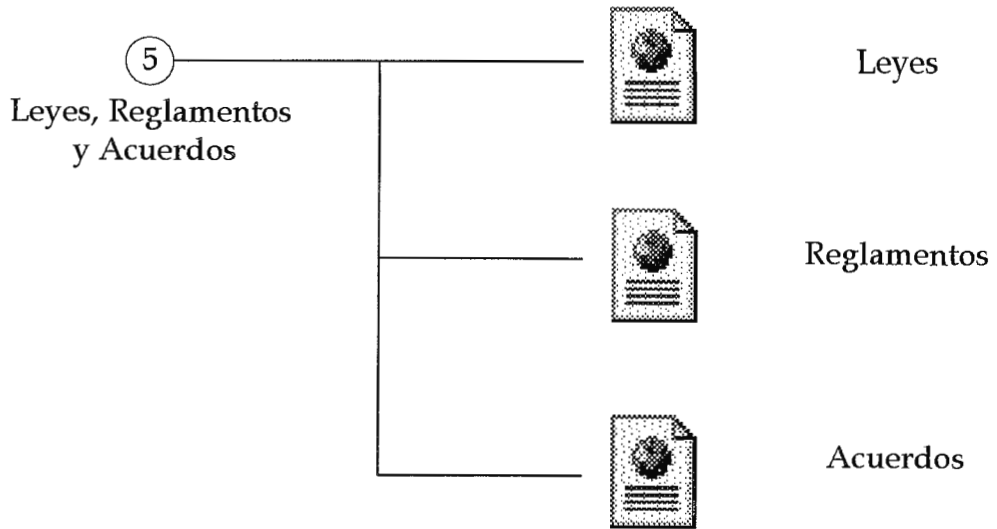 5
Leyes, Reglamentos
y Acuerdos
Leyes
Reglamentos
Acuerdos